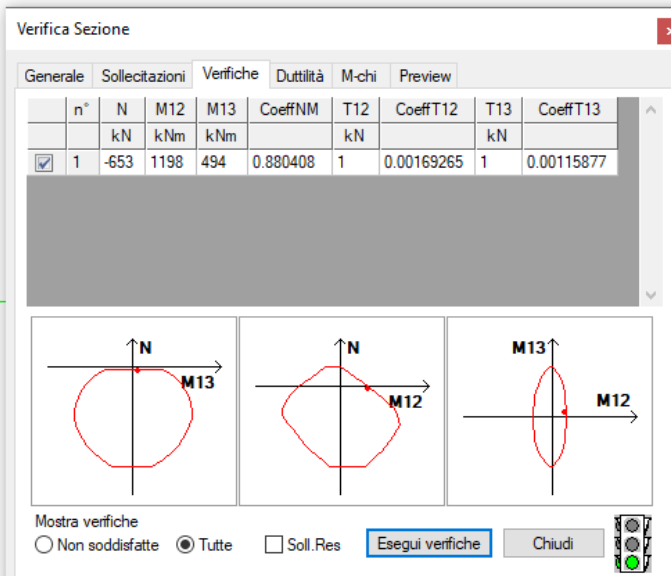 Verifica Sezione
Generale Sollecitazioni Verifiche Duttilità M-chi Preview
n° N M12 M13 CoeffNM T12 CoeffT12 T13 CoeffT13
kN kNm kNm kN kN
1 -653 1198 494 0.880408 1 0.00169265 1 0.00115877
N
M13
N
M12
M13
M12
Mostra verifiche
Non soddisfatte Tutte Soll.Res Esegui verifiche Chiudi